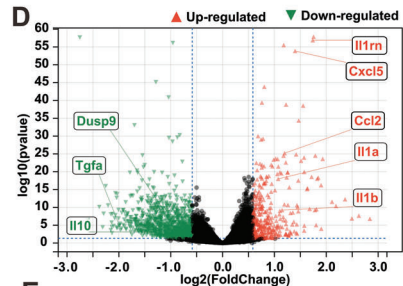 D
Up-regulated Down-regulated
60
55
50
45
40
35
30
25
20
15
10
5
0
log10(pvalue)
Il1rn
Cxcl5
Ccl2
Il1a
Il1b
Dusp9
Tgfa
Il10
-3.0 -2.0 -1.0 0.0 1.0 2.0 3.0
log2(FoldChange)